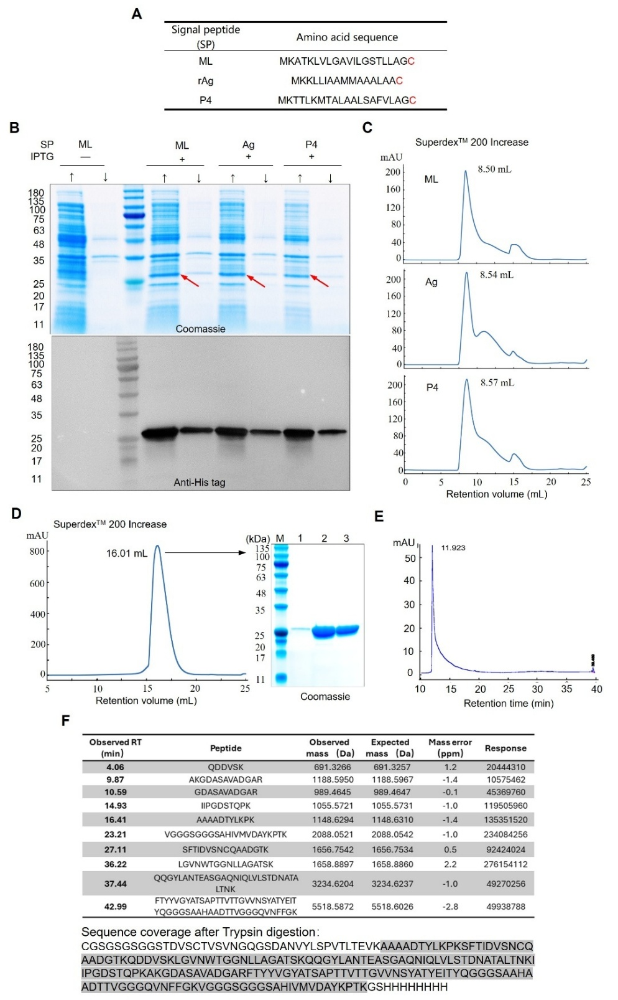 A
Signal peptide
(SP)
Amino acid sequence
ML MKATKLVLGAVILGSTLLAGC
rAg MKKLLIAAMMAAALAAC
P4 MKTTLKMTALAALSAFVLAGC
B
SP ML ML Ag P4
IPTG — + + +
↑ ↓ ↑ ↓ ↑ ↓ ↑ ↓
180
135
100
75
63
48
35
25
20
17
11
Coomassie
180
135
100
75
63
48
35
25
20
17
11
Anti-His tag
C
Superdex™ 200 Increase
mAU
200
160
120
80
40
0
ML
8.50 mL
200
160
120
80
40
0
Ag
8.54 mL
200
160
120
80
40
0
P4
8.57 mL
0 5 10 15 20 25
Retention volume (mL)
D
Superdex™ 200 Increase
mAU
800
600
400
200
0
16.01 mL
5 10 15 20 25
Retention volume (mL)
(kDa) M 1 2 3
135
100
75
63
48
35
25
20
17
11
Coomassie
E
mAU
50
40
30
20
10
0
11.923
10 15 20 25 30 35 40
Retention time (min)
F
Observed RT
(min)
Peptide
Observed
mass (Da)
Expected
mass (Da)
Mass error
(ppm)
Response
4.06 QDDVSK 691.3266 691.3257 1.2 20444310
9.87 AKGDASAVADGAR 1188.5950 1188.5967 -1.4 10575462
10.59 GDASAVADGAR 989.4645 989.4647 -0.1 45369760
14.93 IIPGDSTQPK 1055.5721 1055.5731 -1.0 119505960
16.41 AAAADTYLKPK 1148.6294 1148.6310 -1.4 135351520
23.21 VGGGSGGGSAHIVMVDAYKPTK 2088.0521 2088.0542 -1.0 234084256
27.11 SFTIDVSNCQAADGTK 1656.7542 1656.7534 0.5 92424024
36.22 LGVNWTGGNLLAGATSK 1658.8897 1658.8860 2.2 276154112
37.44 QQGYLANTEASGAQNIQLVLSTDNATA
LTNK 3234.6204 3234.6237 -1.0 49270256
42.99 FTYYVGYATSAPTTVTTGVVNSYATYEIT
YQGGGSAAHAADTTVGGGQVNFFGK 5518.5872 5518.6026 -2.8 49938788
Sequence coverage after Trypsin digestion:
CGSGSGSGGSTDVSCTVSVNGQGSDANVYLSPVTLTEVKAAAADTYLKPKSFTIDVSNCQ
AADGTKQDDVSKLGVNWTGGNLLAGATSKQQGYLANTEASGAQNIQLVLSTDNATALTNKI
IPGDSTQPKAKGDASAVADGARFTYYVGYATSAPTTVTTGVVNSYATYEITYQGGGSAAHA
ADTTVGGGQVNFFGKVGGGSGGGSAHIVMVDAYKPTKGSHHHHHHHHH